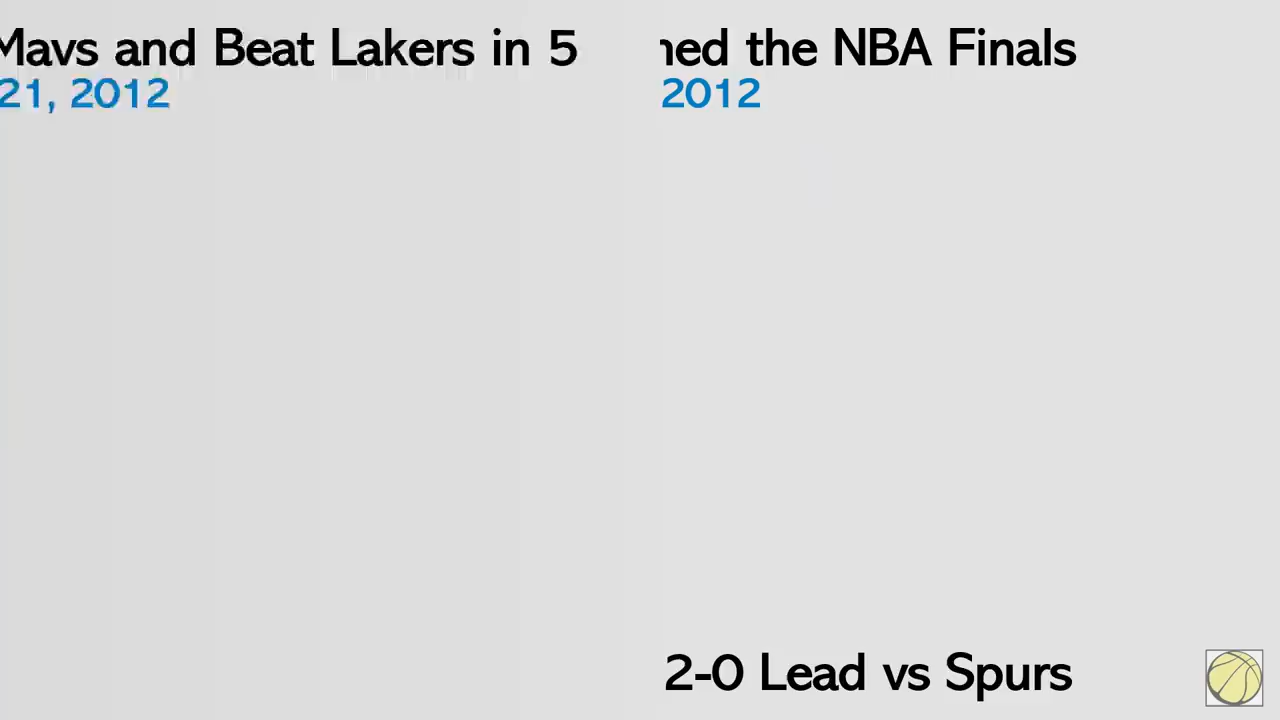 Mavs and Beat Lakers in 5
21, 2012
ned the NBA Finals
2012
2-0 Lead vs Spurs